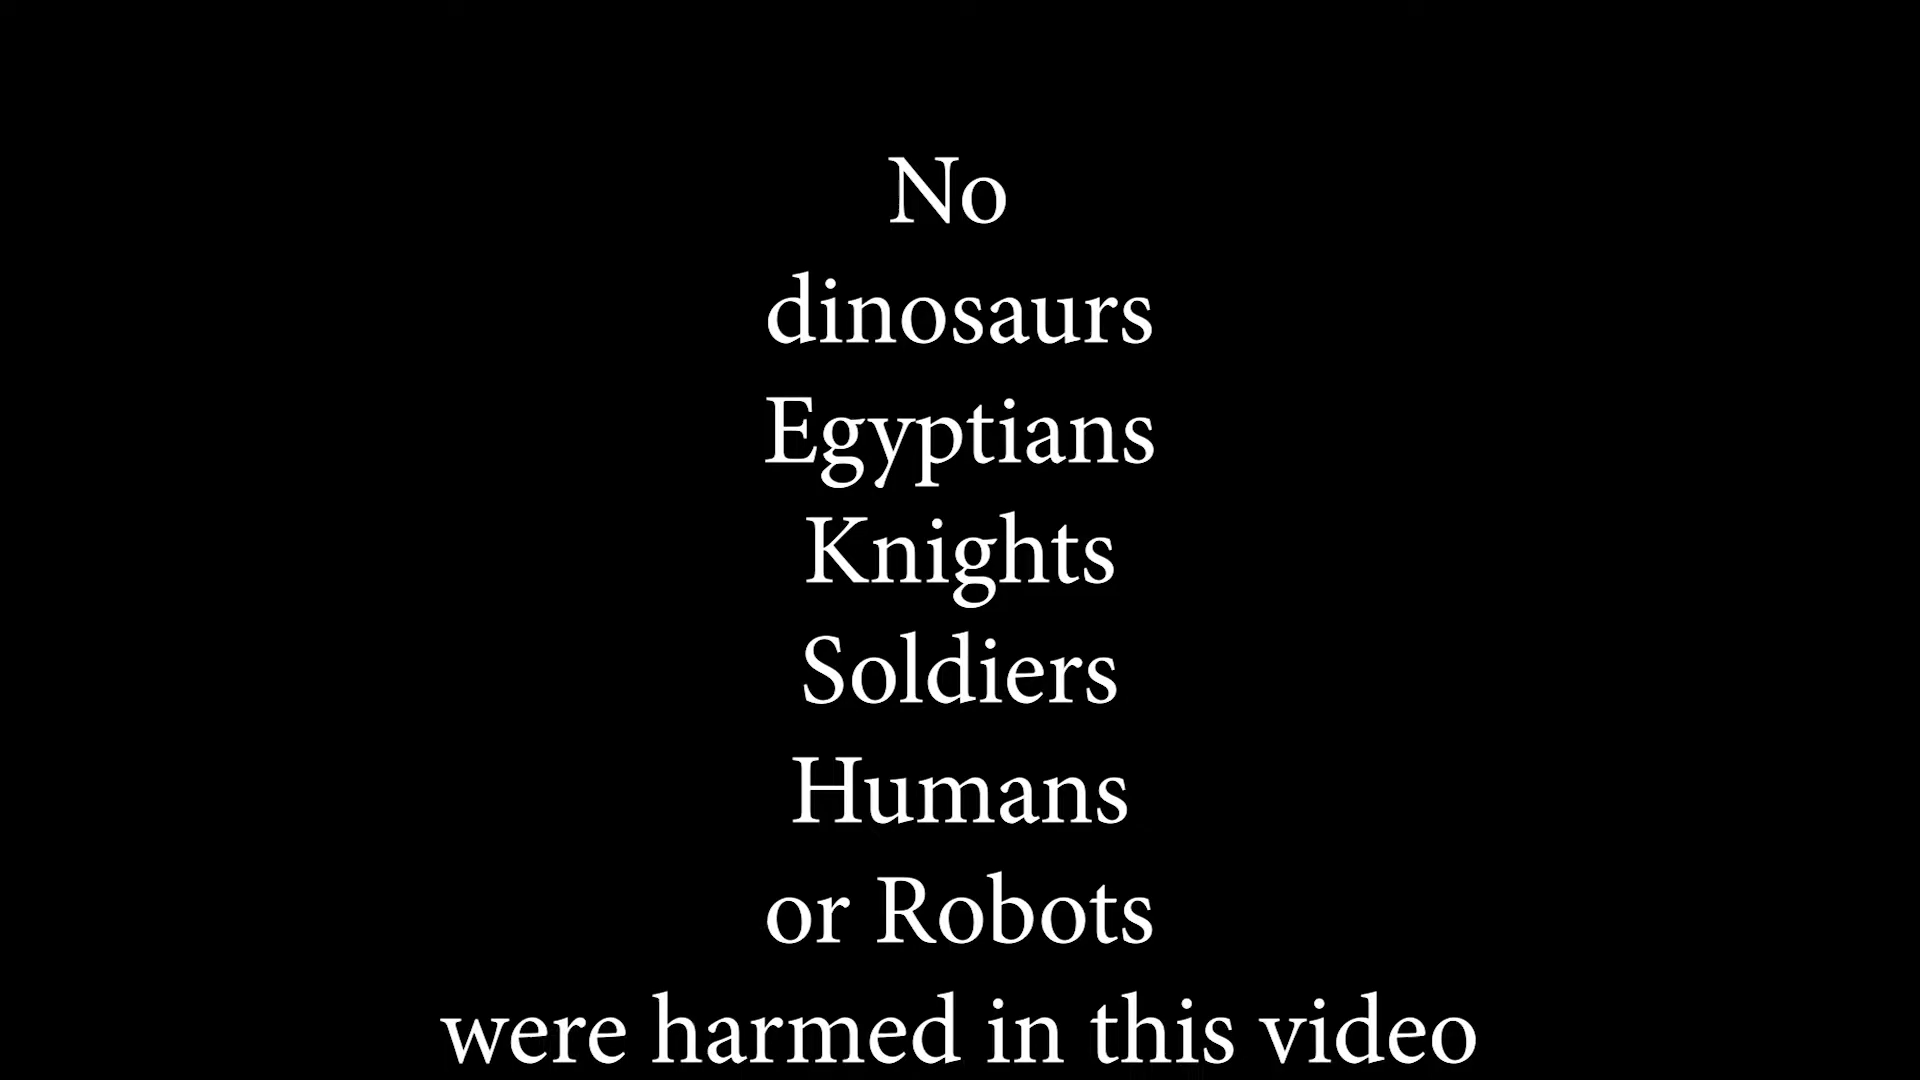 No
dinosaurs
Egyptians
Knights
Soldiers
Humans
or Robots
were harmed in this video